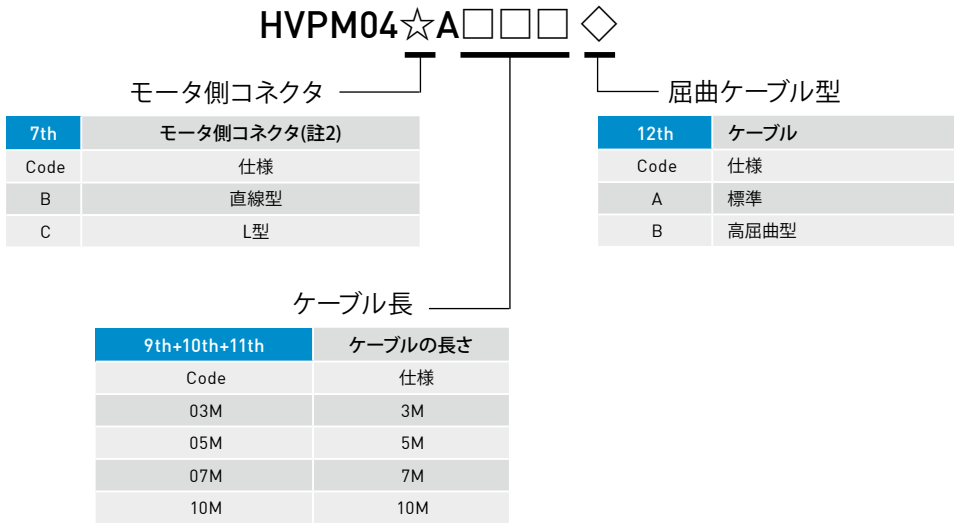 HVPM04☆A□□□ ◇
モータ側コネクタ
屈曲ケーブル型
7th モータ側コネクタ(註2)
Code 仕様
B 直線型
C L型
12th ケーブル
Code 仕様
A 標準
B 高屈曲型
ケーブル長
9th+10th+11th ケーブルの長さ
Code 仕様
03M 3M
05M 5M
07M 7M
10M 10M